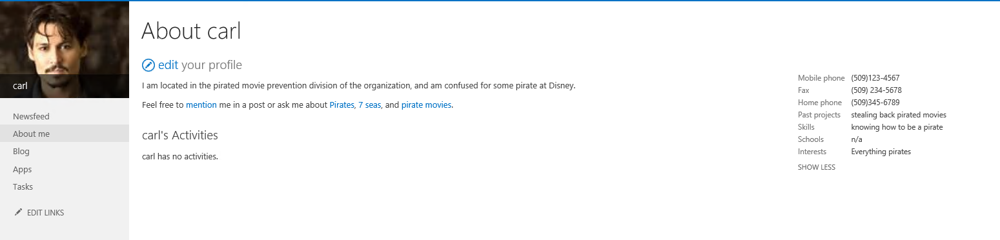 About carl
edit your profile
I am located in the pirated movie prevention division of the organization, and am confused for some pirate at Disney.
Feel free to mention me in a post or ask me about Pirates, 7 seas, and pirate movies.
carl's Activities
carl has no activities.
carl
Newsfeed
About me
Blog
Apps
Tasks
EDIT LINKS
Mobile phone (509)123-4567
Fax (509) 234-5678
Home phone (509)345-6789
Past projects stealing back pirated movies
Skills knowing how to be a pirate
Schools n/a
Interests Everything pirates
SHOW LESS